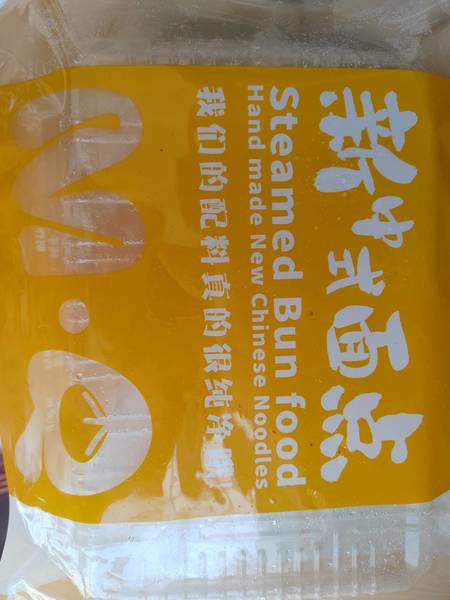 新中式面点
Steamed Bun food
Hand made New Chinese Noodles
我们的配料真的很纯净